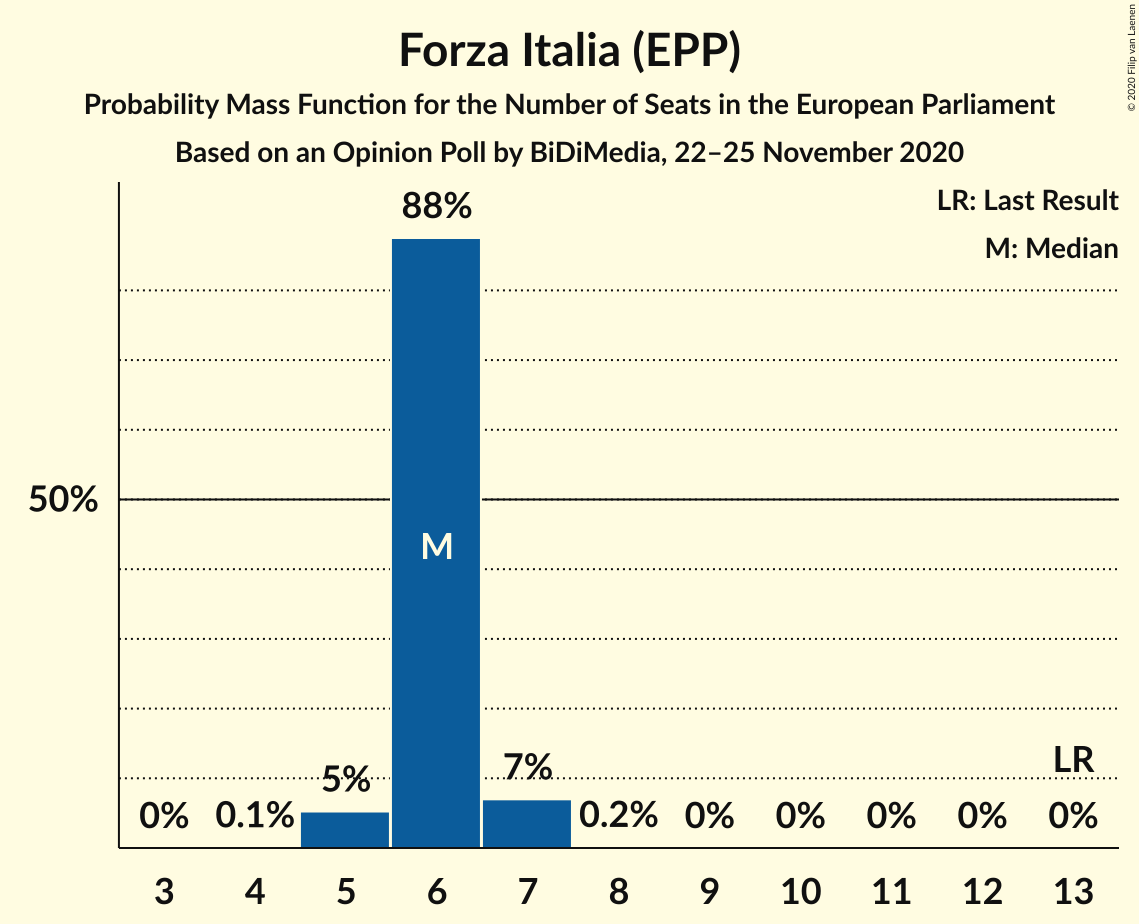 Forza Italia (EPP)
Probability Mass Function for the Number of Seats in the European Parliament
Based on an Opinion Poll by BiDiMedia, 22–25 November 2020
© 2020 Filip van Laenen
LR: Last Result
M: Median
88%
50%
M
LR
5%
7%
0% 0.1% 0.2% 0% 0% 0% 0% 0%
3 4 5 6 7 8 9 10 11 12 13